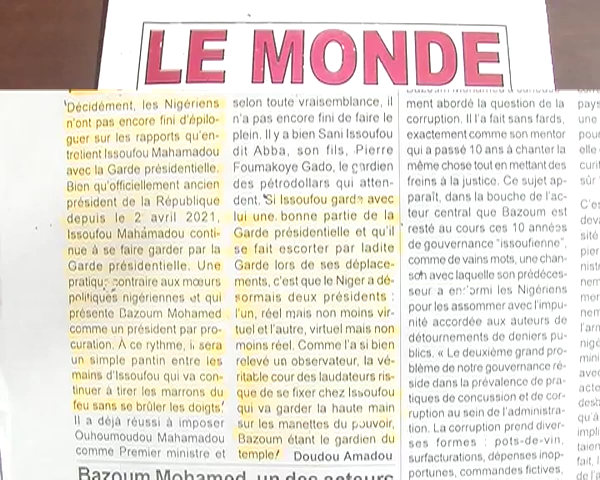 LE MONDE
'Décidément, les Nigériens
n'ont pas encore fini d'épilo-
guer sur les rapports qu'en-
tretient Issoufou Mahamadou
avec la Garde présidentielle.
Bien qu'officiellement ancien
président de la République
depuis le 2 avril 2021,
Issoufou Mahamadou conti-
nue à se faire garder par la
Garde présidentielle. Une
pratique contraire aux mœurs
politiques nigériennes et qui
présente Bazoum Mohamed
comme un président par pro-
curation. À ce rythme, il sera
un simple pantin entre les
mains d'Issoufou qui va con-
tinuer à tirer les marrons du
feu sans se brûler les doigts.
Il a déjà réussi à imposer
Ouhoumoudou Mahamadou
comme Premier ministre et
selon toute vraisemblance, il
n'a pas encore fini de faire le
plein. Il y a bien Sani Issoufou
dit Abba, son fils, Pierre
Foumakoye Gado, le gardien
des pétrodollars qui atten-
dent. Si Issoufou garde avec
lui une bonne partie de la
Garde présidentielle et qu'il
se fait escorter par ladite
Garde lors de ses déplace-
ments, c'est que le Niger a dé-
sormais deux présidents :
l'un, réel mais non moins vir-
tuel et l'autre, virtuel mais non
moins réel. Comme l'a si bien
relevé un observateur, la vé-
ritable cour des laudateurs ris-
que de se fixer chez Issoufou
qui va garder la haute main
sur les manettes du pouvoir,
Bazoum étant le gardien du
temple! Doudou Amadou
Bazoum Mohamed, un des acteurs
ment abordé la question de la
corruption. Il l'a fait sans fards,
exactement comme son mentor
qui a passé 10 ans à chanter la
même chose tout en mettant des
freins à la justice. Ce sujet ap-
paraît, dans la bouche de l'ac-
teur central que Bazoum est
resté au cours ces 10 années
de gouvernance "issoufienne",
comme de vains mots, une chan-
son avec laquelle son prédéces-
seur a endormi les Nigériens
pour les assommer avec l'impu-
nité accordée aux auteurs de
détournements de deniers pu-
blics. « Le deuxième grand pro-
blème de notre gouvernance ré-
side dans la prévalence de pra-
tiques de concussion et de cor-
ruption au sein de l'administra-
tion. La corruption prend diver-
ses formes : pots-de-vin,
surfacturations, dépenses inop-
portunes, commandes fictives,